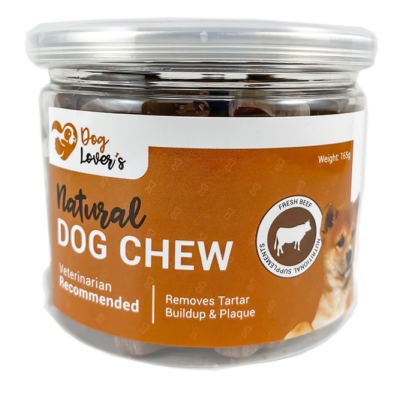 Dog
Lover's
Weight: 165g
Natural
DOG CHEW
FRESH BEEF
NUTRITIONAL SUPPLEMENTS
Veterinarian
Recommended
Removes Tartar
Buildup & Plaque